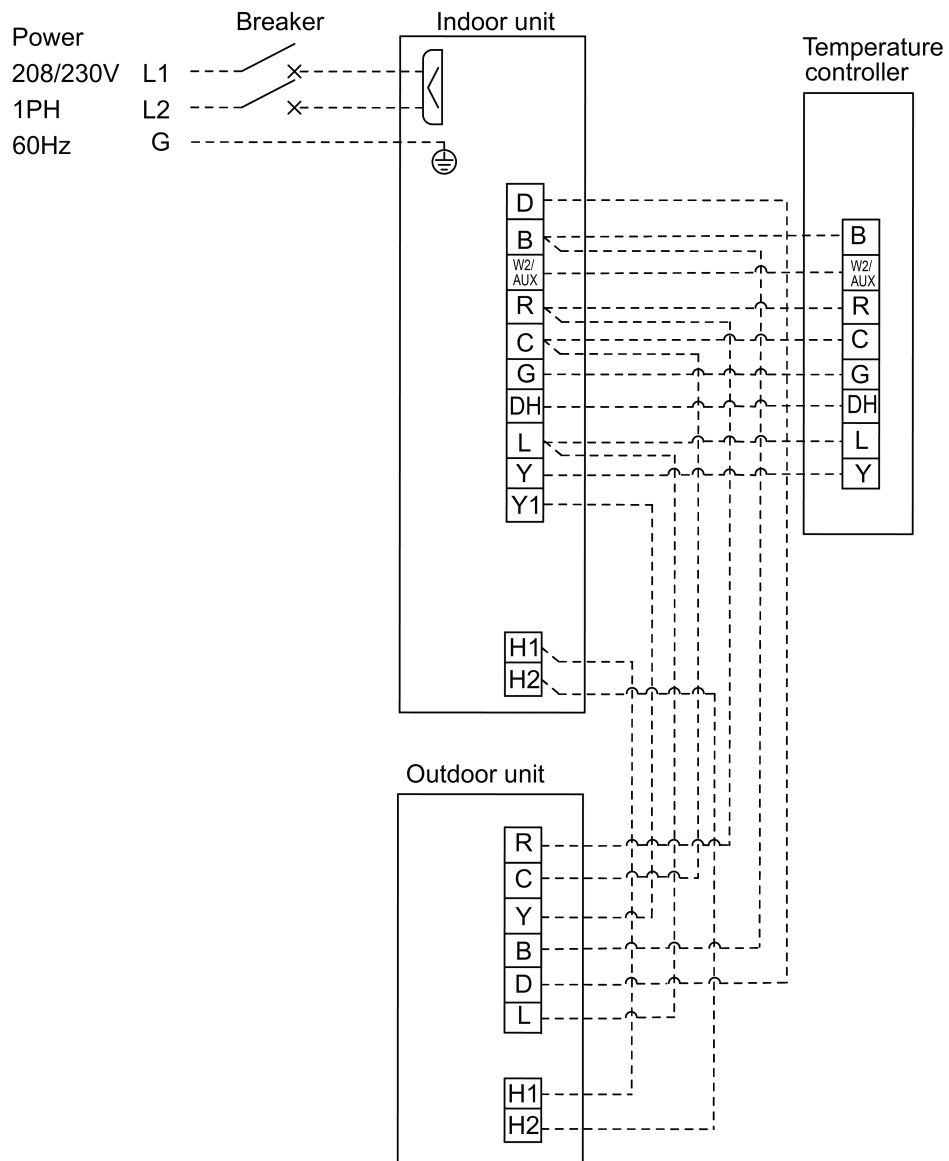 Power
208/230V L1
1PH L2
60Hz G
Breaker
Indoor unit
D
B
W2/
AUX
R
C
G
DH
L
Y
Y1
H1
H2
Temperature
controller
B
W2/
AUX
R
C
G
DH
L
Y
Outdoor unit
R
C
Y
B
D
L
H1
H2